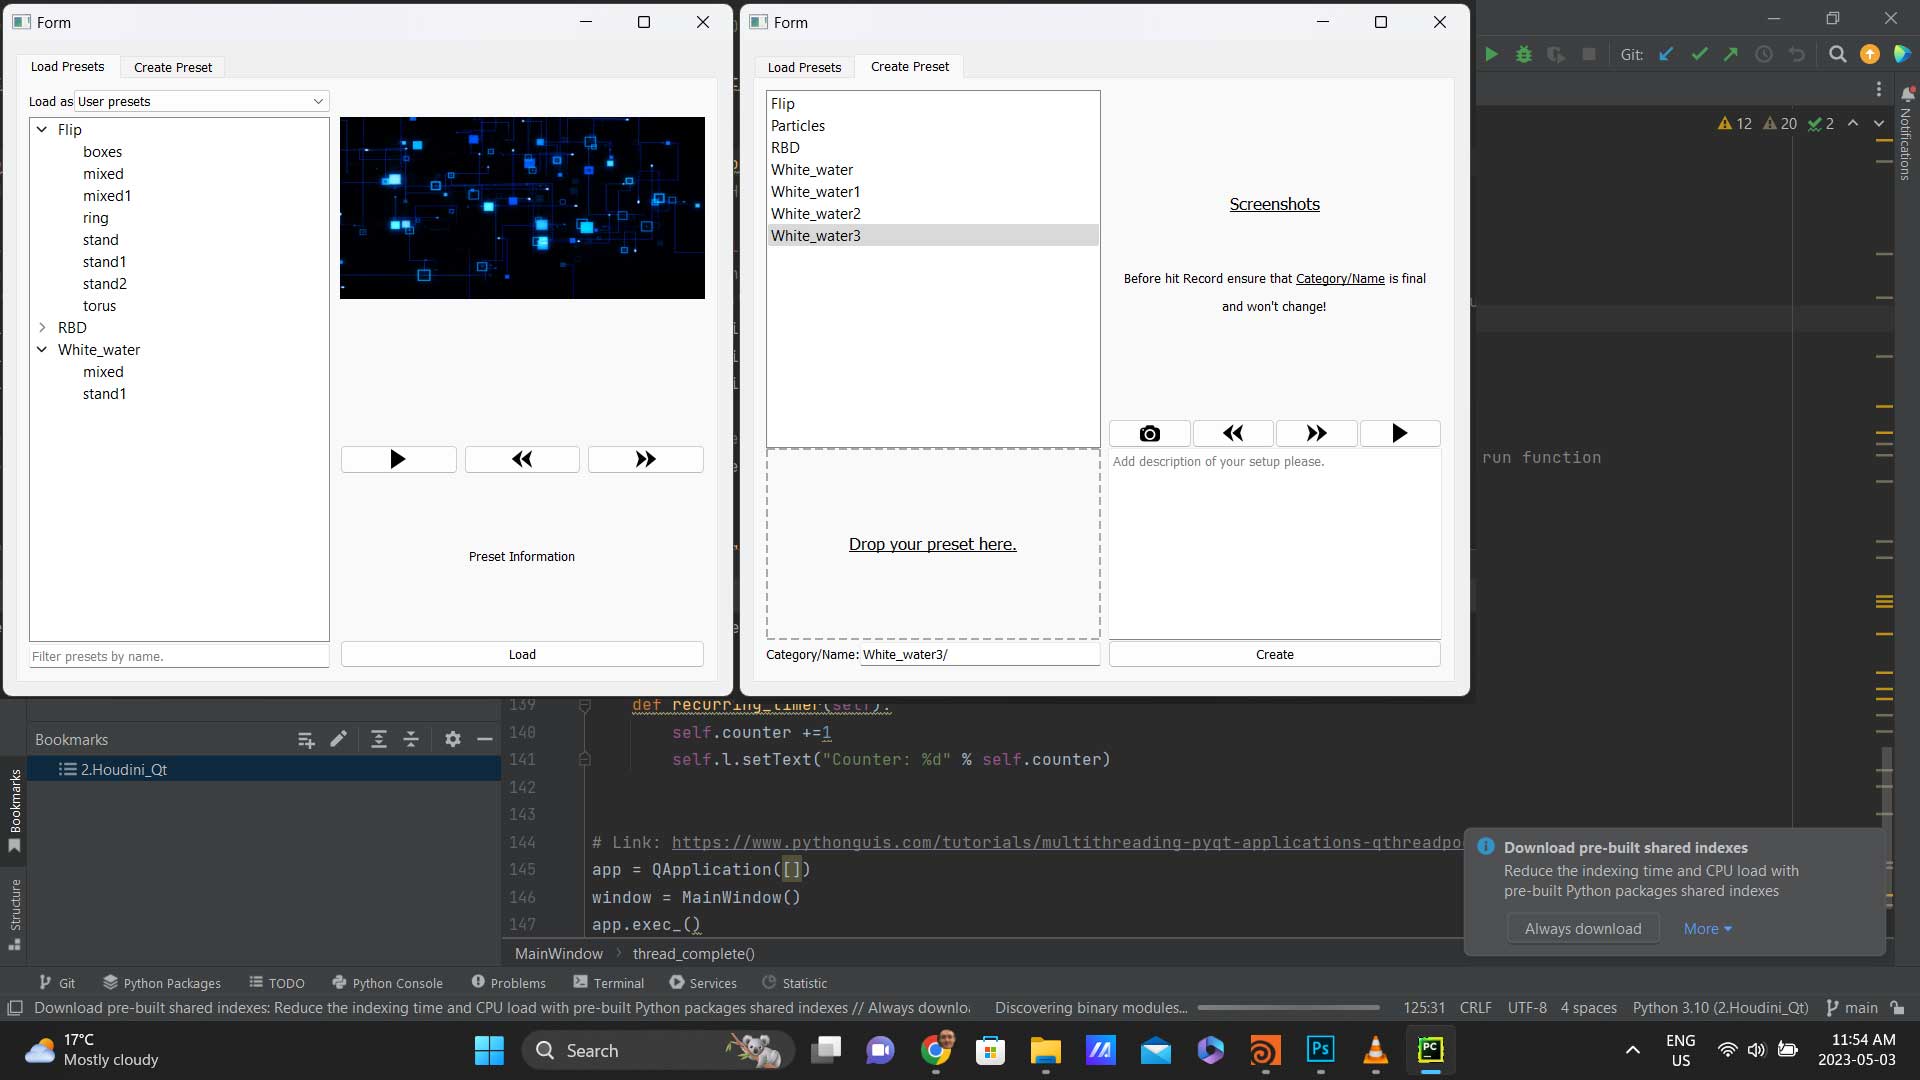 Form
Load Presets
Create Preset
Load as
User presets
Flip
boxes
mixed
mixed1
ring
stand
stand1
stand2
torus
RBD
White_water
mixed
stand1
Filter presets by name.
Preset Information
Load
Form
Load Presets
Create Preset
Flip
Particles
RBD
White_water
White_water1
White_water2
White_water3
Drop your preset here.
Category/Name:
White_water3/
Screenshots
Before hit Record ensure that Category/Name is final
and won't change!
Add description of your setup please.
Create
Git:
12
20
2
Notifications
run function
Bookmarks
2.Houdini_Qt
Bookmarks
Structure
139 def recurring_timer(self):
140 self.counter +=1
141 self.l.setText("Counter: %d" % self.counter)
142
143
144 # Link: https://www.pythonguis.com/tutorials/multithreading-pyqt-applications-qthreadpoo
145 app = QApplication([])
146 window = MainWindow()
147 app.exec_()
MainWindow
thread_complete()
Download pre-built shared indexes
Reduce the indexing time and CPU load with
pre-built Python packages shared indexes
Always download
More
Git
Python Packages
TODO
Python Console
Problems
Terminal
Services
Statistic
Download pre-built shared indexes: Reduce the indexing time and CPU load with pre-built Python packages shared indexes // Always downloa
Discovering binary modules...
125:31
CRLF
UTF-8
4 spaces
Python 3.10 (2.Houdini_Qt)
main
17°C
Mostly cloudy
Search
Ps
PC
ENG
US
11:54 AM
2023-05-03